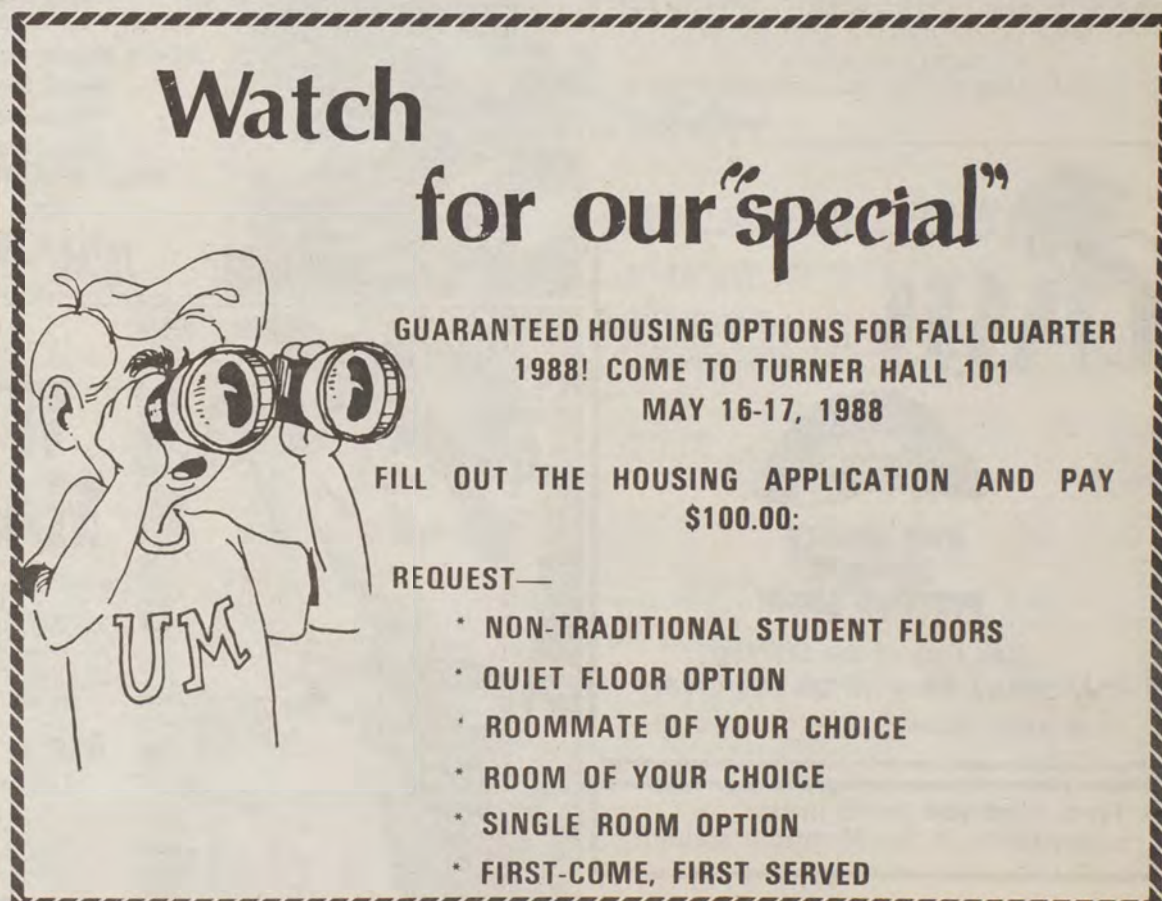 Watch
for our "special"
GUARANTEED HOUSING OPTIONS FOR FALL QUARTER
1988! COME TO TURNER HALL 101
MAY 16-17, 1988
FILL OUT THE HOUSING APPLICATION AND PAY
$100.00:
REQUEST—
* NON-TRADITIONAL STUDENT FLOORS
* QUIET FLOOR OPTION
* ROOMMATE OF YOUR CHOICE
* ROOM OF YOUR CHOICE
* SINGLE ROOM OPTION
* FIRST-COME, FIRST SERVED
UM